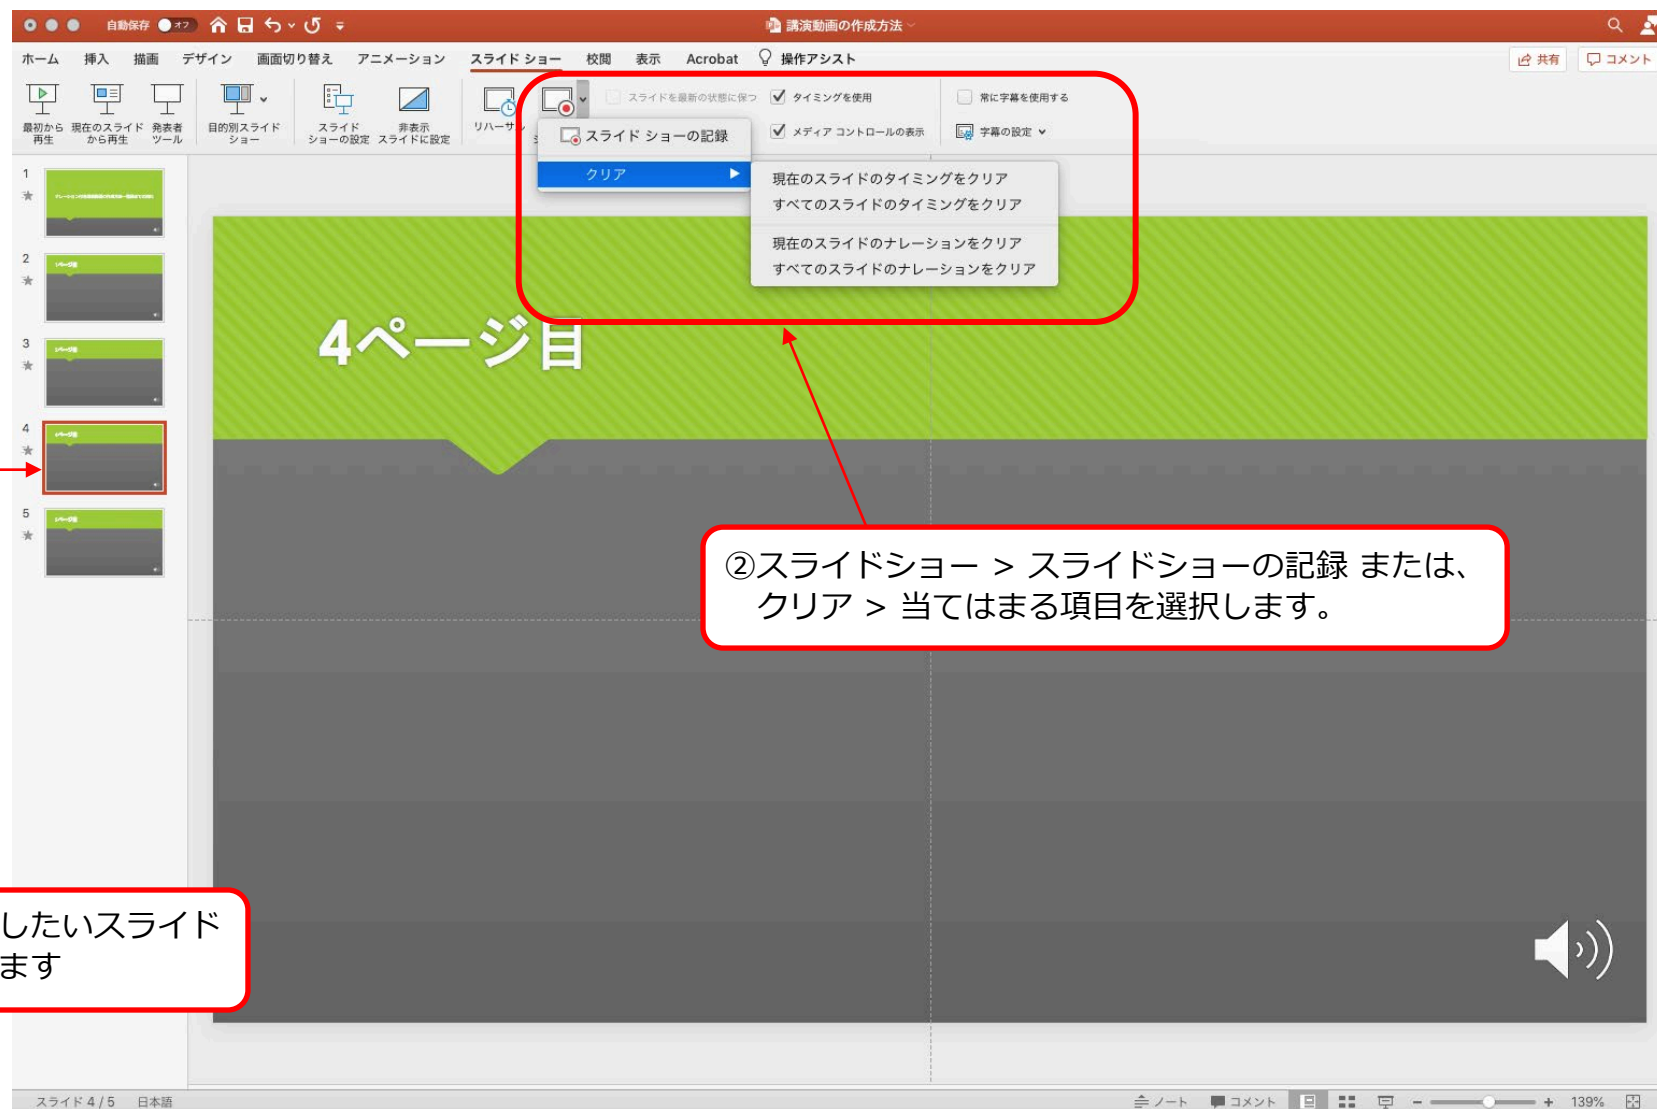 自動保存 オフ
講演動画の作成方法
ホーム 挿入 描画 デザイン 画面切り替え アニメーション スライド ショー 校閲 表示 Acrobat 操作アシスト
共有 コメント
最初から
再生
現在のスライド
から再生
発表者
ツール
目的別スライド
ショー
スライド
ショーの設定
非表示
スライドに設定
リハーサル
スライドを最新の状態に保つ
タイミングを使用
メディア コントロールの表示
常に字幕を使用する
字幕の設定
スライド ショーの記録
クリア
現在のスライドのタイミングをクリア
すべてのスライドのタイミングをクリア
現在のスライドのナレーションをクリア
すべてのスライドのナレーションをクリア
1
2
3
4
5
4ページ目
②スライドショー > スライドショーの記録 または、
クリア > 当てはまる項目を選択します。
したいスライド
ます
スライド 4 / 5 日本語
ノート コメント 139%